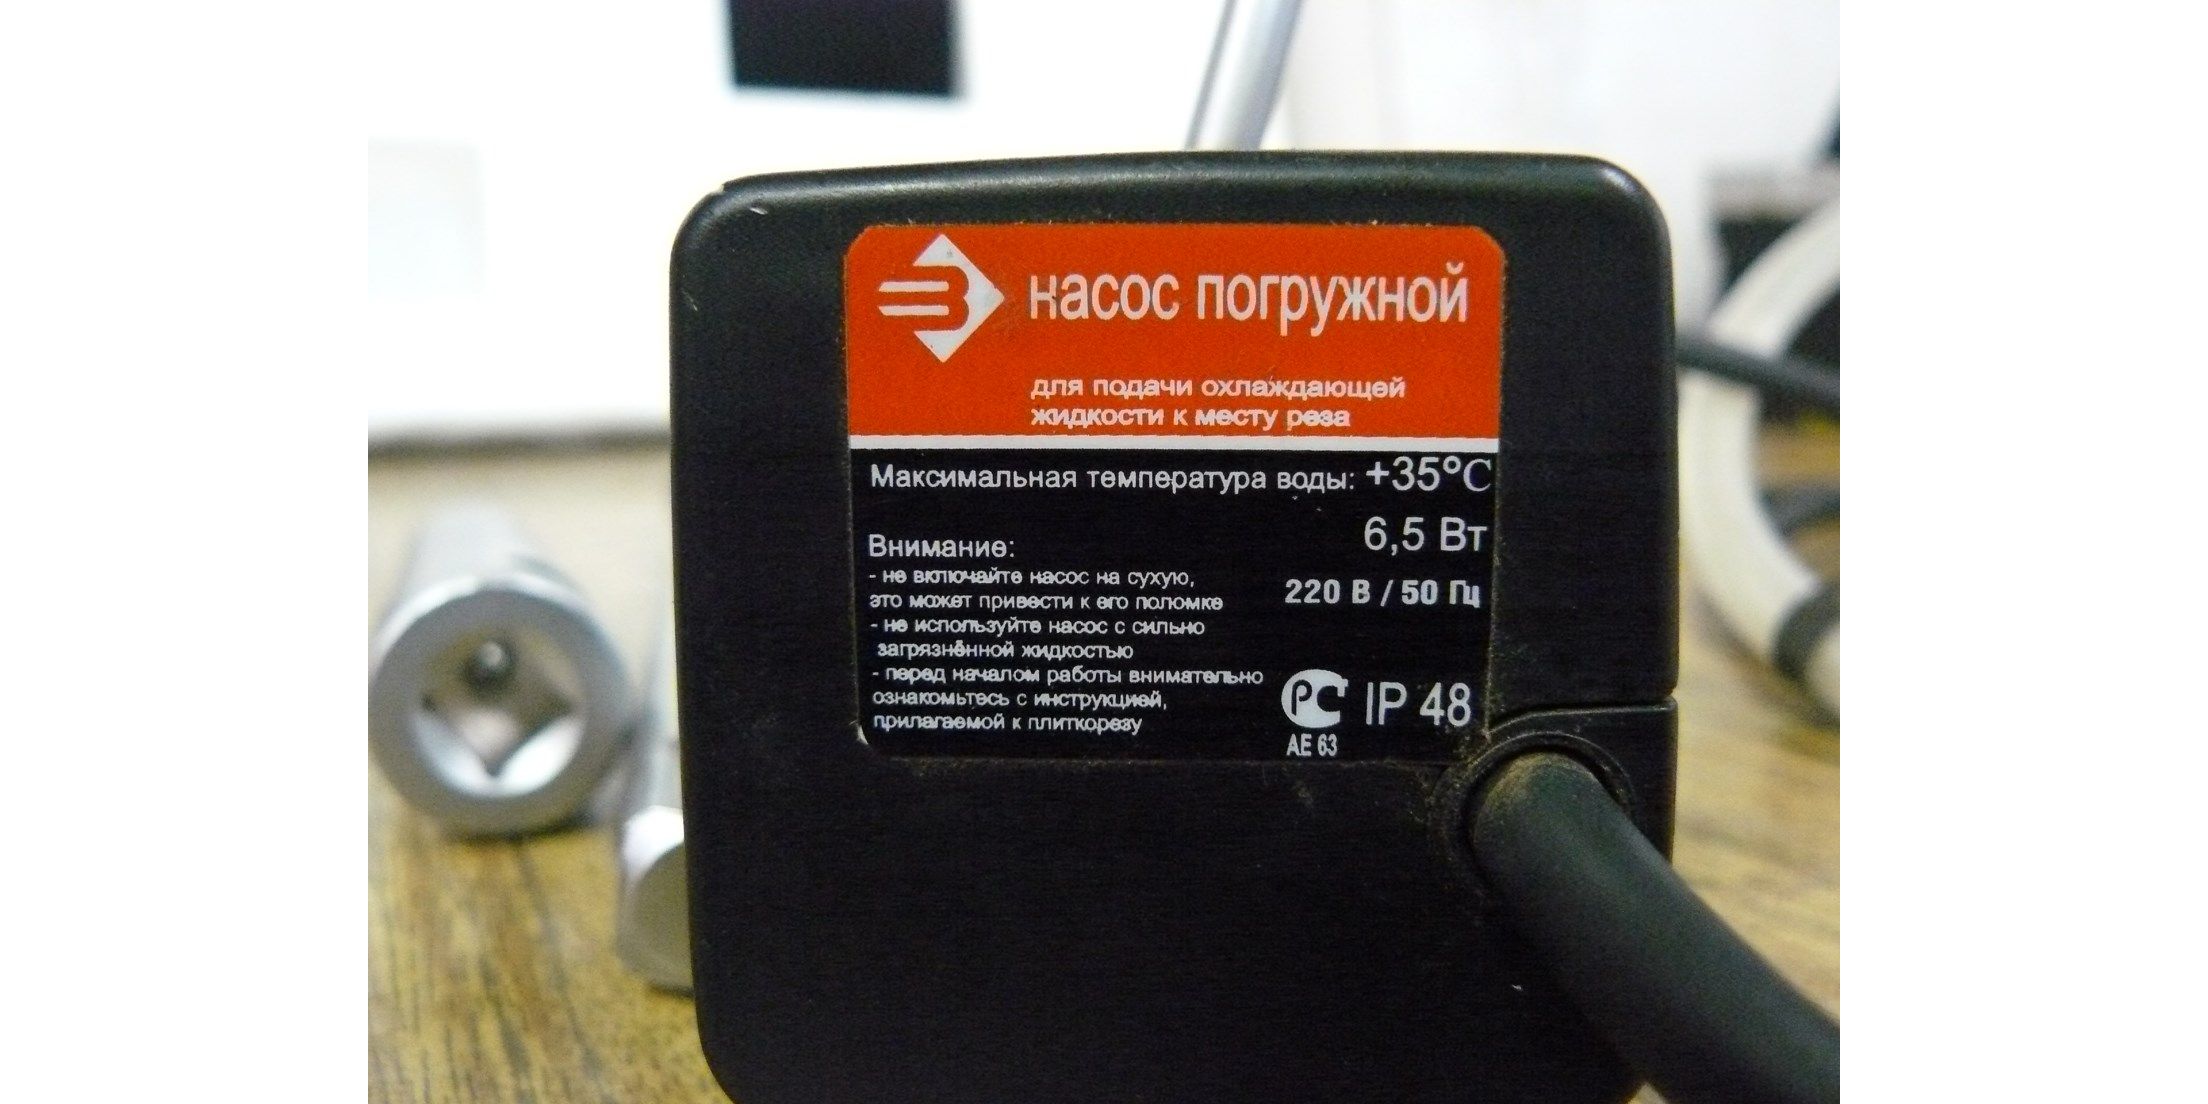 насос погружной
для подачи охлаждающей
жидкости к месту реза
Максимальная температура воды: +35°С
6,5 Вт
Внимание:
- не включайте насос на сухую,
это может привести к его поломке
220 В / 50 Гц
- не используйте насос с сильно
загрязнённой жидкостью
- перед началом работы внимательно
ознакомьтесь с инструкцией,
прилагаемой к плиткорезу
РС IP 48
АЕ 63